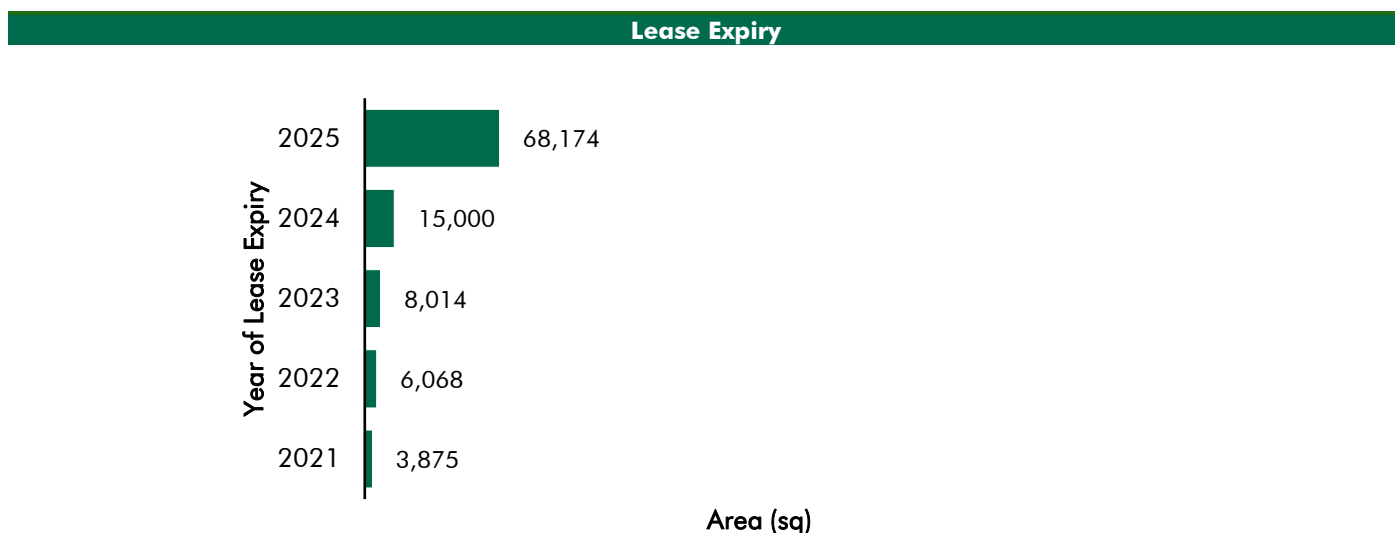 Lease Expiry
Year of Lease Expiry
2025 68,174
2024 15,000
2023 8,014
2022 6,068
2021 3,875
Area (sq)